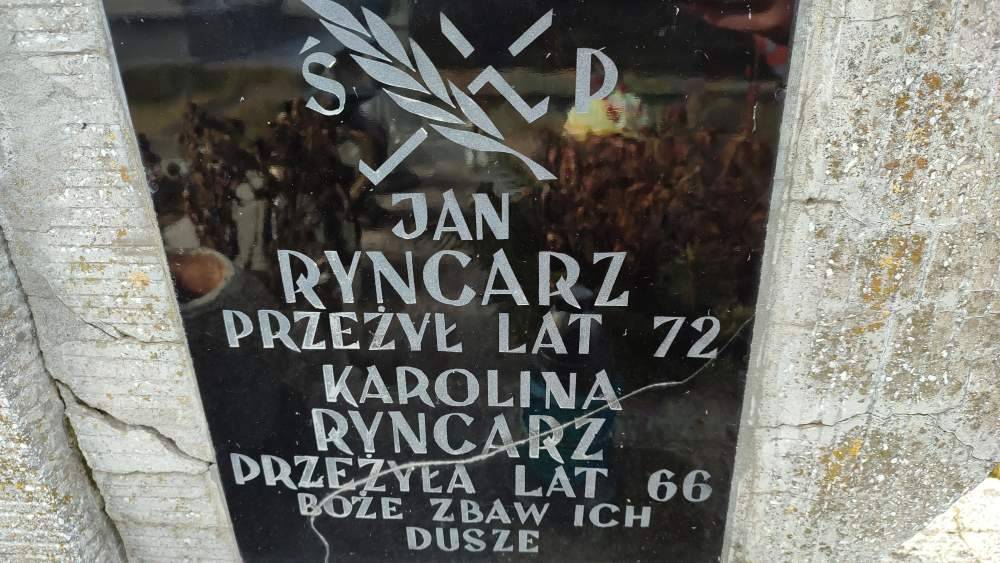 Ś P
JAN
RYNCARZ
PRZEŻYŁ LAT 72
KAROLINA
RYNCARZ
PRZEŻYŁA LAT 66
BOŻE ZBAW ICH
DUSZE